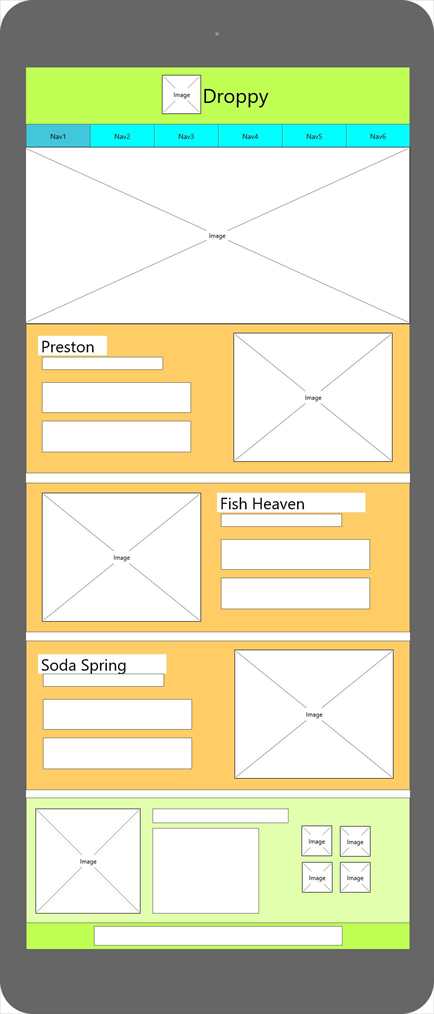 Image
Droppy
Nav1 Nav2 Nav3 Nav4 Nav5 Nav6
Image
Preston
Image
Fish Heaven
Image
Soda Spring
Image
Image
Image Image
Image Image